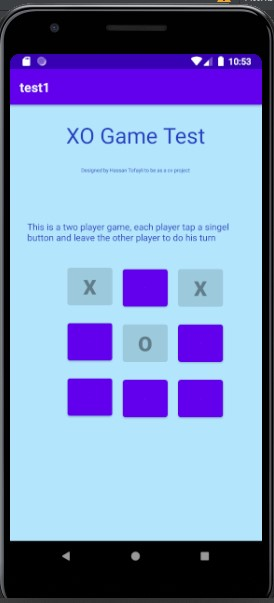 10:53
test1
XO Game Test
Designed by Hassan Tofayli to be as a cv project
This is a two player game, each player tap a singel
button and leave the other player to do his turn
X X
O